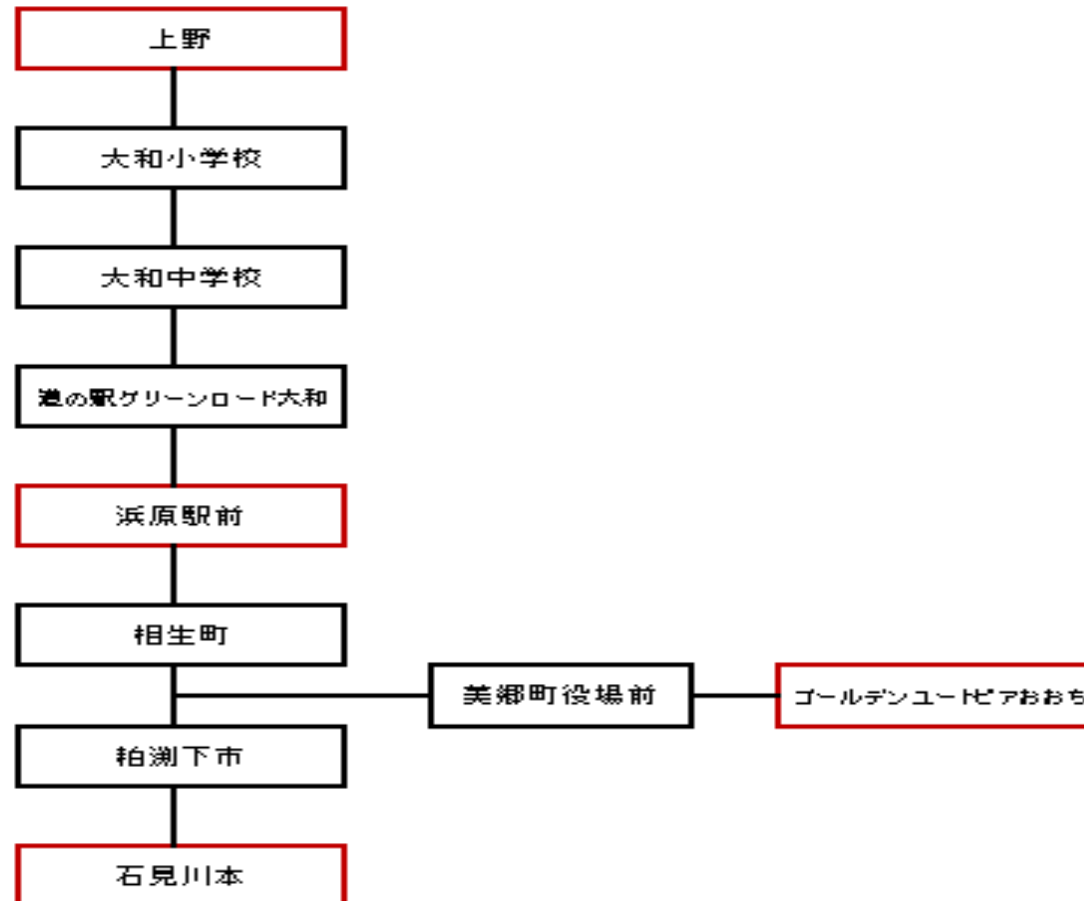 上野
大和小学校
大和中学校
道の駅グリーンロード大和
浜原駅前
相生町
美郷町役場前
ゴールデンユートピアおおち
粕渕下市
石見川本